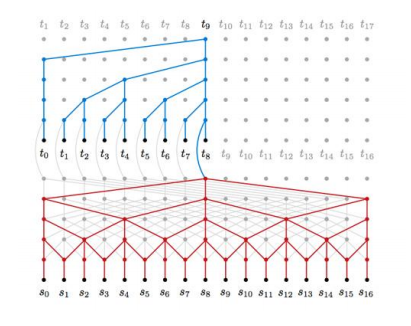 t₁ t₂ t₃ t₄ t₅ t₆ t₇ t₈ t₉ t₁₀ t₁₁ t₁₂ t₁₃ t₁₄ t₁₅ t₁₆ t₁₇
t₀ t₁ t₂ t₃ t₄ t₅ t₆ t₇ t₈ t₉ t₁₀ t₁₁ t₁₂ t₁₃ t₁₄ t₁₅ t₁₆
s₀ s₁ s₂ s₃ s₄ s₅ s₆ s₇ s₈ s₉ s₁₀ s₁₁ s₁₂ s₁₃ s₁₄ s₁₅ s₁₆